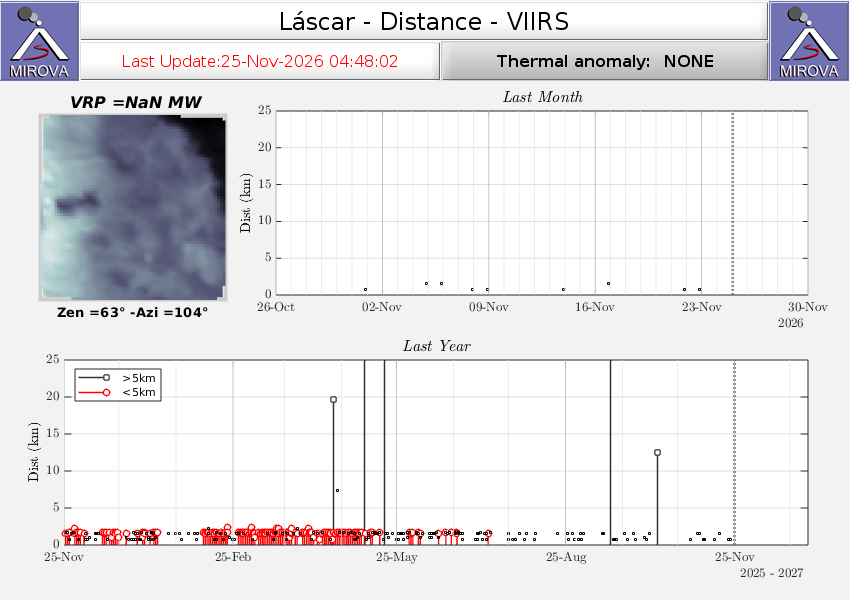 Láscar - Distance - VIIRS
MIROVA
Last Update:25-Nov-2026 04:48:02
Thermal anomaly: NONE
MIROVA
VRP =NaN MW
Zen =63° -Azi =104°
Last Month
Dist (km)
25
20
15
10
5
0
26-Oct 02-Nov 09-Nov 16-Nov 23-Nov 30-Nov
2026
Last Year
Dist (km)
25
20
15
10
5
0
>5km
<5km
25-Nov 25-Feb 25-May 25-Aug 25-Nov
2025 - 2027